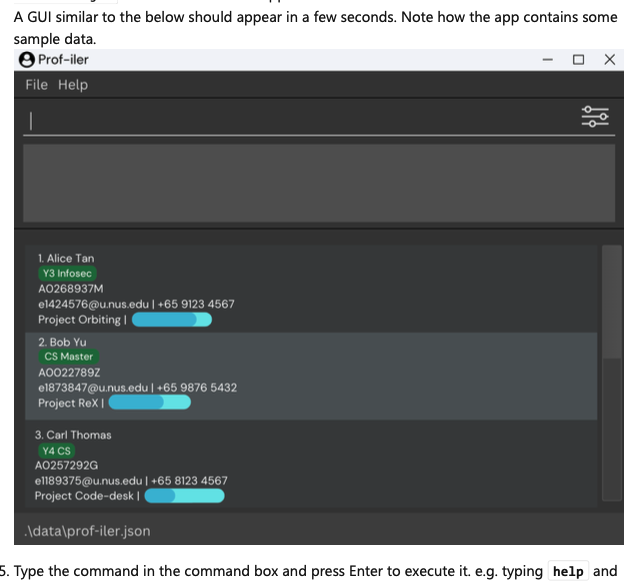 A GUI similar to the below should appear in a few seconds. Note how the app contains some
sample data.
Prof-iler
File Help
1. Alice Tan
Y3 Infosec
A0268937M
e1424576@u.nus.edu | +65 9123 4567
Project Orbiting |
2. Bob Yu
CS Master
A0022789Z
e1873847@u.nus.edu | +65 9876 5432
Project ReX |
3. Carl Thomas
Y4 CS
A0257292G
e1189375@u.nus.edu | +65 8123 4567
Project Code-desk |
.\data\prof-iler.json
5. Type the command in the command box and press Enter to execute it. e.g. typing help and